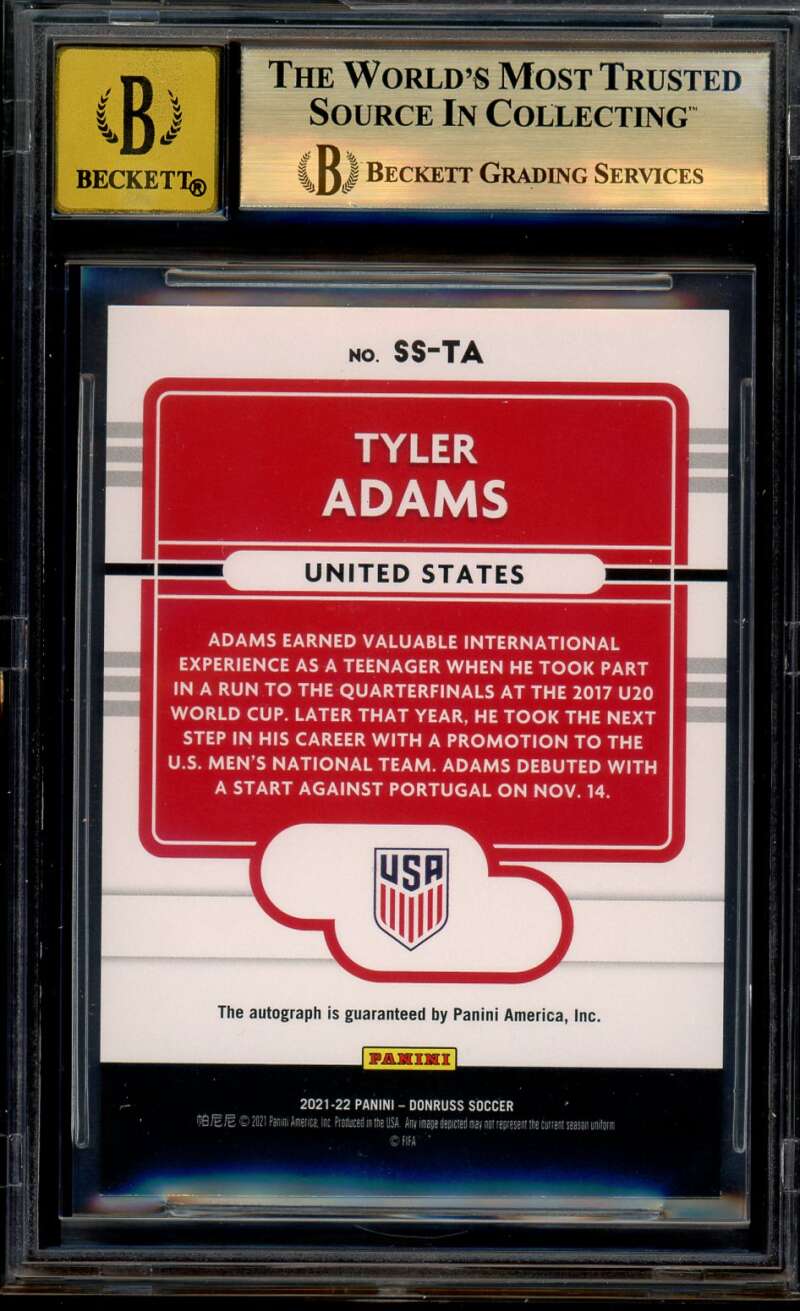 B
BECKETT®
THE WORLD'S MOST TRUSTED
SOURCE IN COLLECTING™
B BECKETT GRADING SERVICES
NO. SS-TA
TYLER
ADAMS
UNITED STATES
ADAMS EARNED VALUABLE INTERNATIONAL
EXPERIENCE AS A TEENAGER WHEN HE TOOK PART
IN A RUN TO THE QUARTERFINALS AT THE 2017 U20
WORLD CUP. LATER THAT YEAR, HE TOOK THE NEXT
STEP IN HIS CAREER WITH A PROMOTION TO THE
U.S. MEN'S NATIONAL TEAM. ADAMS DEBUTED WITH
A START AGAINST PORTUGAL ON NOV. 14.
USA
The autograph is guaranteed by Panini America, Inc.
PANINI
2021-22 PANINI – DONRUSS SOCCER
帕尼尼 © 2021 Panini America, Inc. Produced in the USA. Any image depicted may not represent the current season uniform
© FIFA